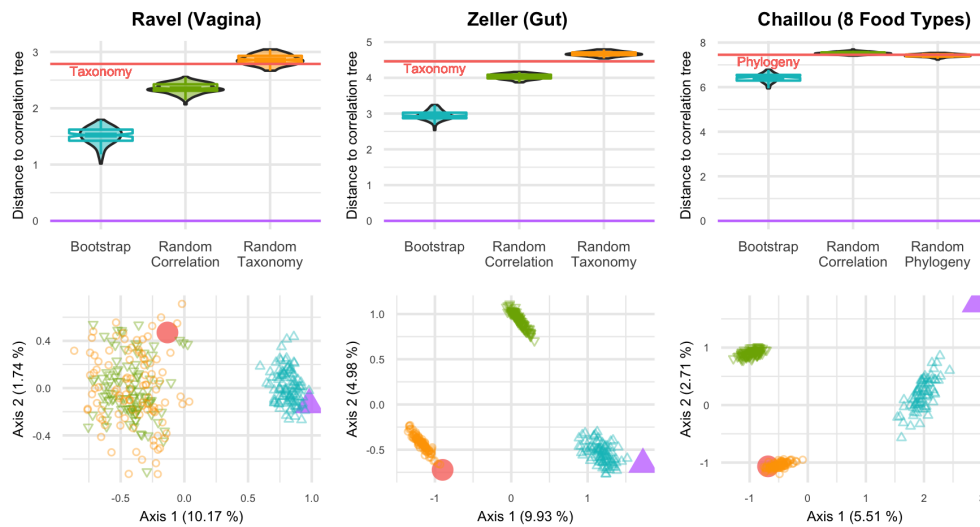 Ravel (Vagina)
Zeller (Gut)
Chaillou (8 Food Types)
Distance to correlation tree
3
2
1
0
Taxonomy
Bootstrap
Random
Correlation
Random
Taxonomy
Distance to correlation tree
5
4
3
2
1
0
Taxonomy
Bootstrap
Random
Correlation
Random
Taxonomy
Distance to correlation tree
8
6
4
2
0
Phylogeny
Bootstrap
Random
Correlation
Random
Phylogeny
Axis 2 (1.74 %)
0.4
0.0
-0.4
-0.5
0.0
0.5
1.0
Axis 1 (10.17 %)
Axis 2 (4.98 %)
1.0
0.5
0.0
-0.5
-1
0
1
Axis 1 (9.93 %)
Axis 2 (2.71 %)
1
0
-1
-1
0
1
2
Axis 1 (5.51 %)